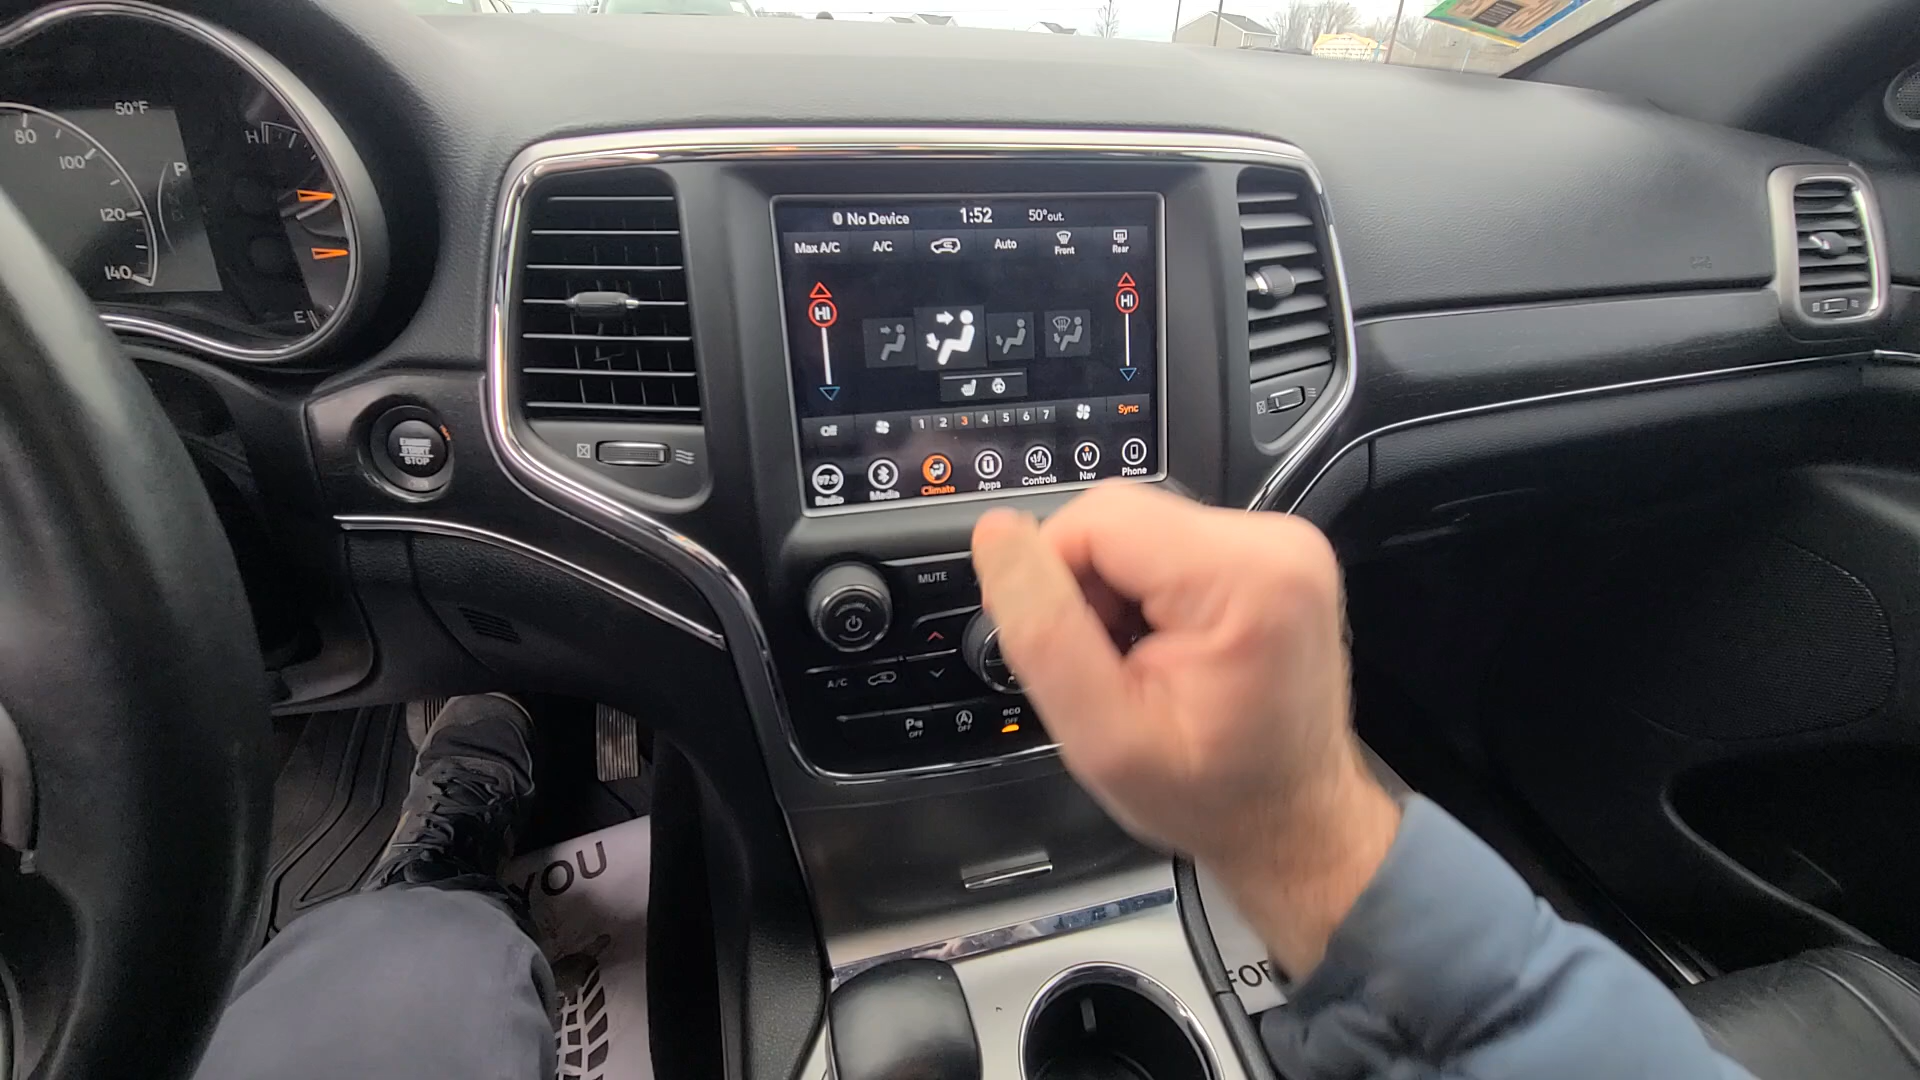 50°F
80
100
120
140
P
N
D
H
E
No Device 1:52 50°out.
Max A/C A/C Auto Front Rear
HI HI
1 2 3 4 5 6 7 Sync
97.9 W
Radio Media Climate Apps Controls Nav Phone
ENGINE
START
STOP
MUTE
A/C
P OFF
A OFF
eco OFF
YOU
FOR